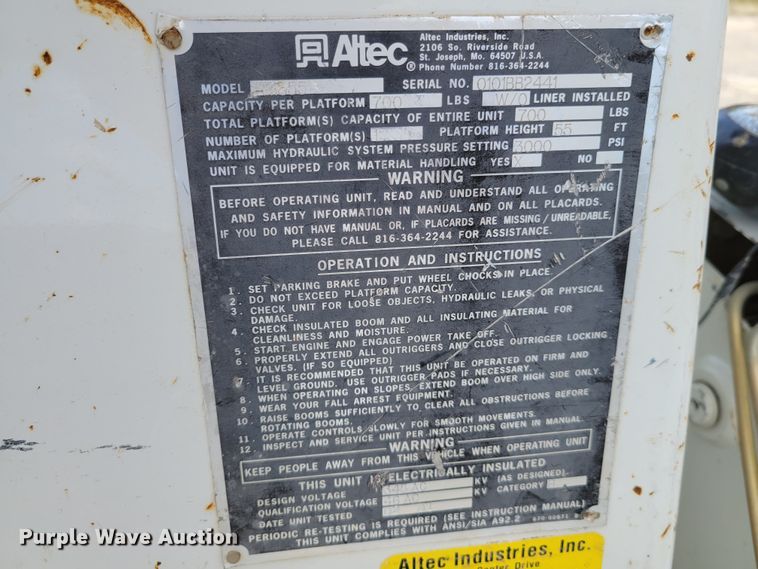 Altec
Altec Industries, Inc.
2106 So. Riverside Road
St. Joseph, Mo. 64507 U.S.A.
Phone Number 816-364-2244
MODEL SERIAL NO. 0101BB2441
CAPACITY PER PLATFORM 700 LBS W/O LINER INSTALLED
TOTAL PLATFORM(S) CAPACITY OF ENTIRE UNIT 700 LBS
NUMBER OF PLATFORM(S) PLATFORM HEIGHT 55 FT
MAXIMUM HYDRAULIC SYSTEM PRESSURE SETTING 3000 PSI
UNIT IS EQUIPPED FOR MATERIAL HANDLING YES X NO
WARNING
BEFORE OPERATING UNIT, READ AND UNDERSTAND ALL OPERATING
AND SAFETY INFORMATION IN MANUAL AND ON ALL PLACARDS.
IF YOU DO NOT HAVE MANUAL OR, IF PLACARDS ARE MISSING / UNREADABLE,
PLEASE CALL 816-364-2244 FOR ASSISTANCE.
OPERATION AND INSTRUCTIONS
1. SET PARKING BRAKE AND PUT WHEEL CHOCKS IN PLACE
2. DO NOT EXCEED PLATFORM CAPACITY.
3. CHECK UNIT FOR LOOSE OBJECTS, HYDRAULIC LEAKS, OR PHYSICAL
DAMAGE.
4. CHECK INSULATED BOOM AND ALL INSULATING MATERIAL FOR
CLEANLINESS AND MOISTURE.
5. START ENGINE AND ENGAGE POWER TAKE OFF.
6. PROPERLY EXTEND ALL OUTRIGGERS AND CLOSE OUTRIGGER LOCKING
VALVES. (IF SO EQUIPPED)
7. IT IS RECOMMENDED THAT THIS UNIT BE OPERATED ON FIRM AND
LEVEL GROUND. USE OUTRIGGER PADS IF NECESSARY.
8. WHEN OPERATING ON SLOPES, EXTEND BOOM OVER HIGH SIDE ONLY.
9. WEAR YOUR FALL ARREST EQUIPMENT.
10. RAISE BOOMS SUFFICIENTLY TO CLEAR ALL OBSTRUCTIONS BEFORE
ROTATING BOOMS.
11. OPERATE CONTROLS SLOWLY FOR SMOOTH MOVEMENTS.
12. INSPECT AND SERVICE UNIT PER INSTRUCTIONS GIVEN IN MANUAL
WARNING
KEEP PEOPLE AWAY FROM THIS VEHICLE WHEN OPERATING UNIT
THIS UNIT ELECTRICALLY INSULATED
DESIGN VOLTAGE KV (AS DESIGNED)
QUALIFICATION VOLTAGE KV CATEGORY
DATE UNIT TESTED
PERIODIC RE-TESTING IS REQUIRED (SEE INSTRUCTION MANUAL)
THIS UNIT COMPLIES WITH ANSI/SIA A92.2
Altec Industries, Inc.
Center Drive
Purple Wave Auction